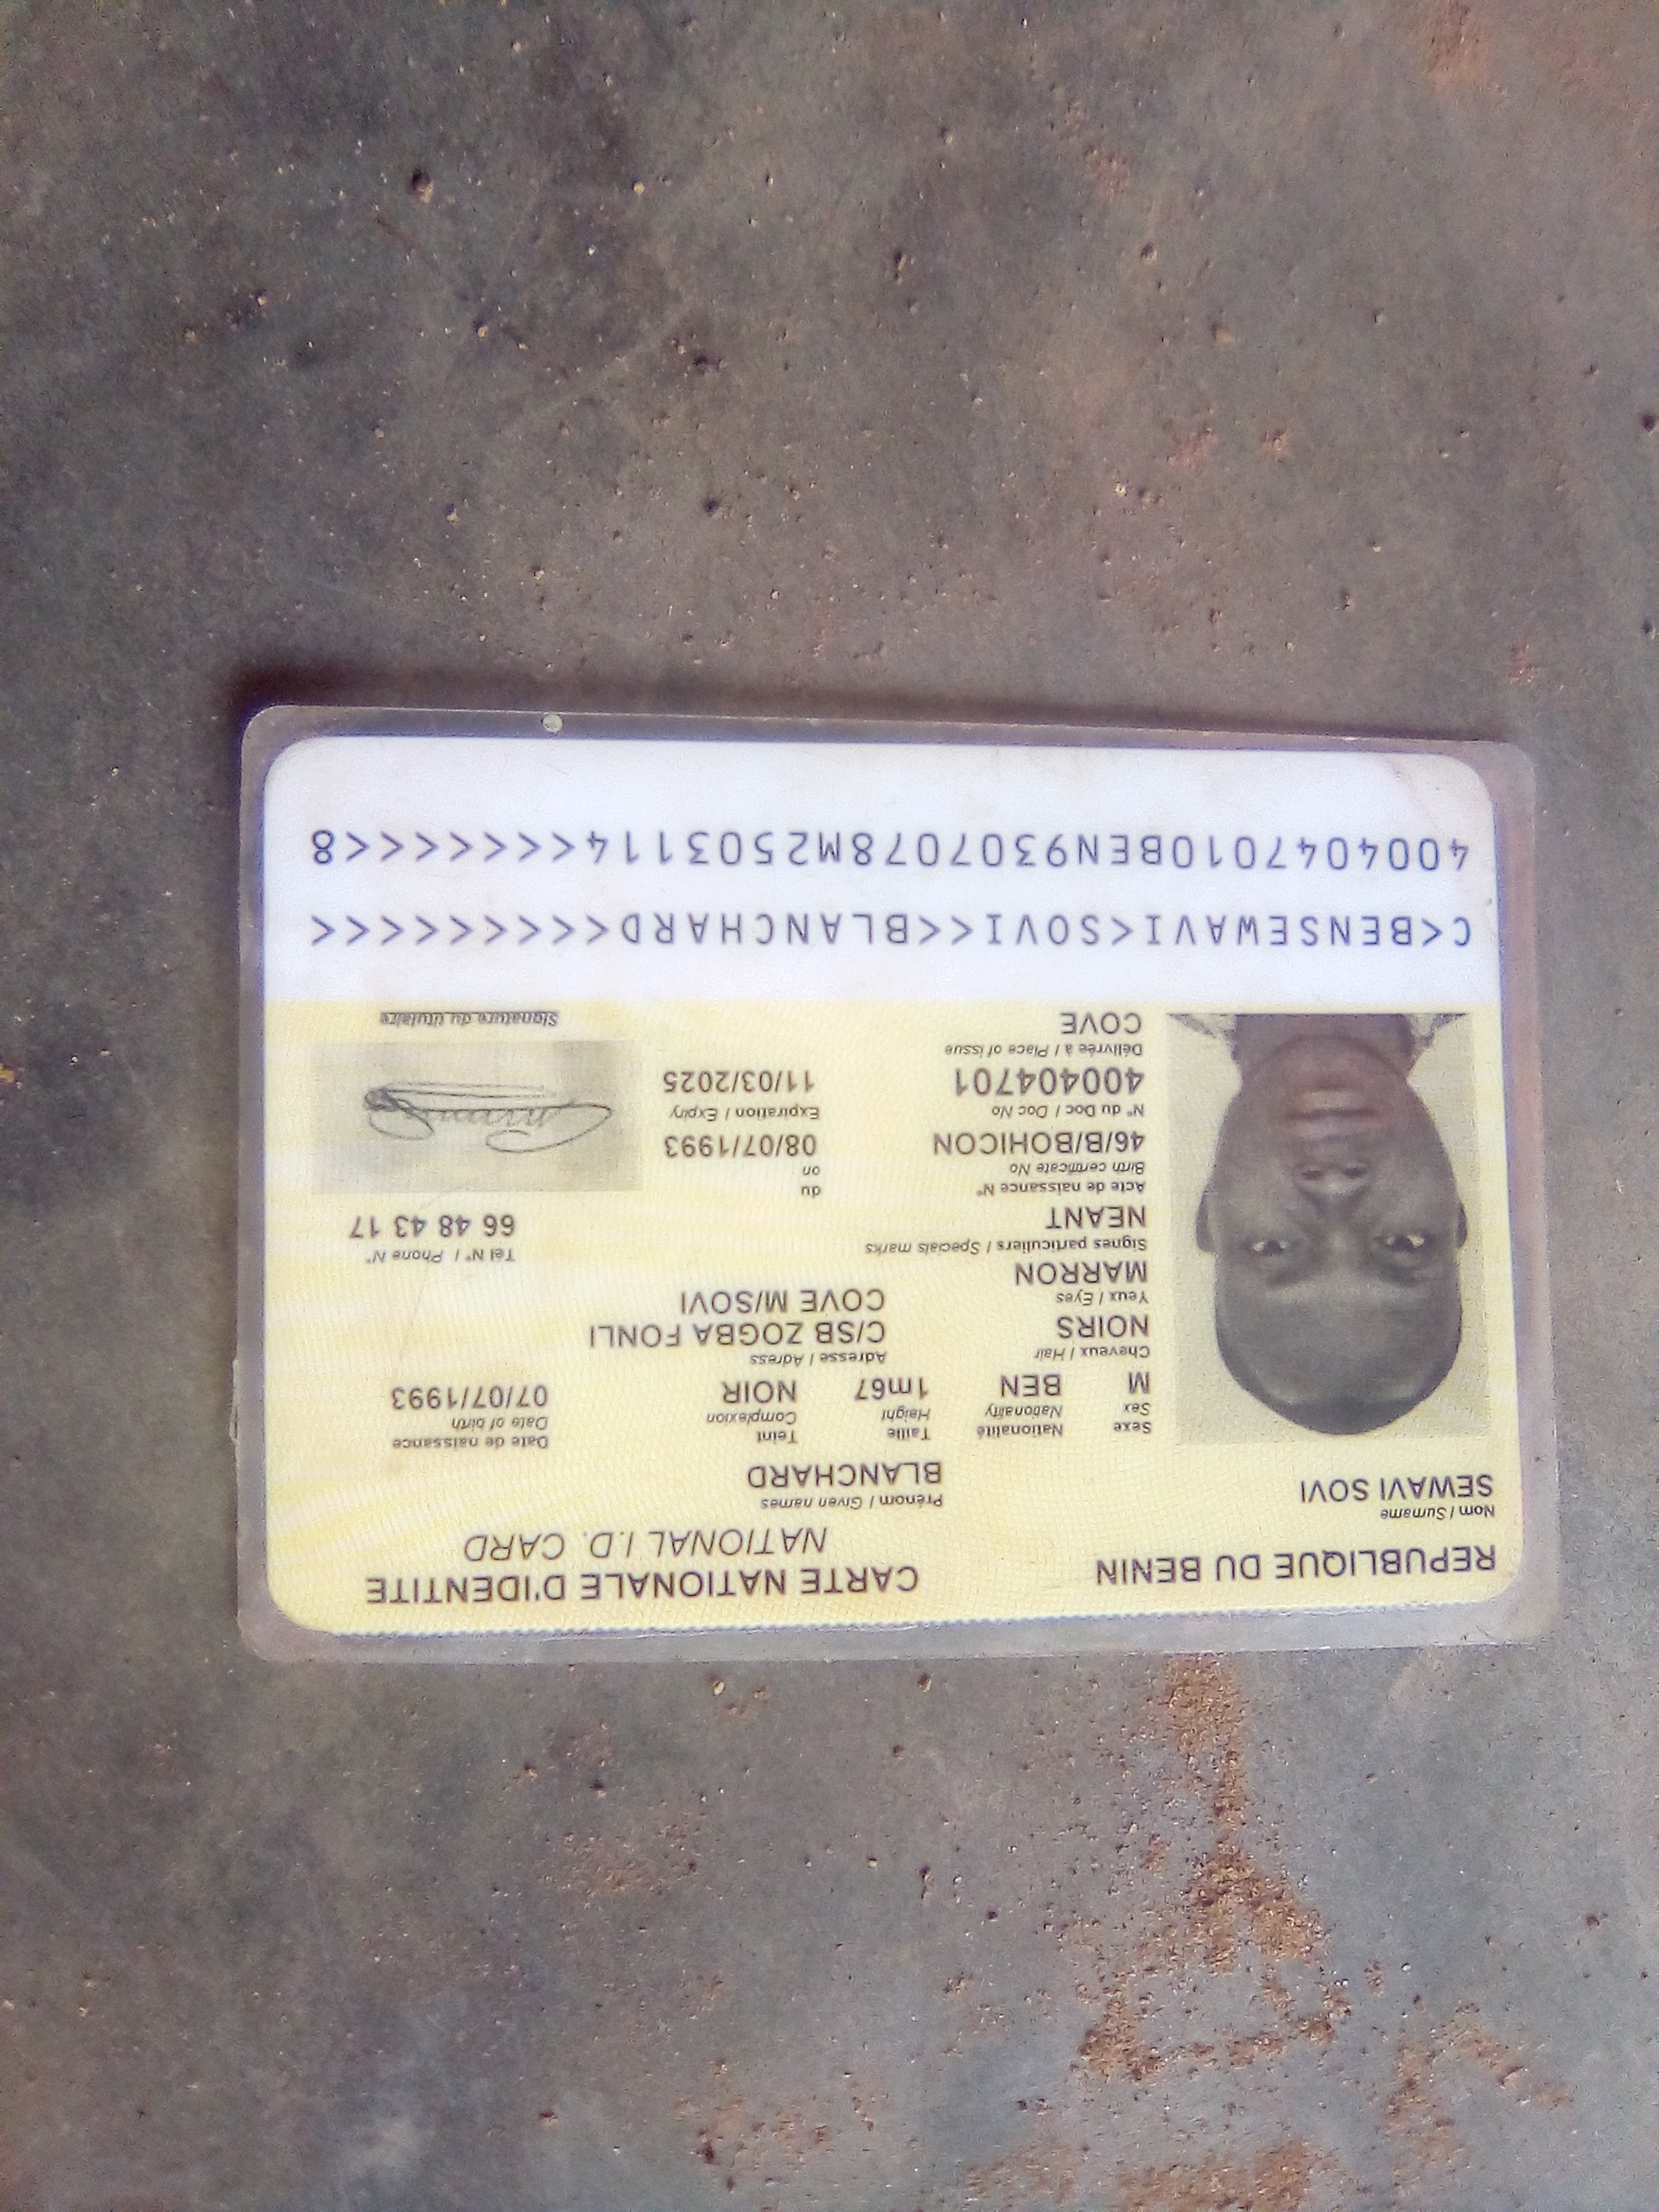 REPUBLIQUE DU BENIN
CARTE NATIONALE D'IDENTITE
NATIONAL I.D. CARD
Nom / Surname
SEWAVI SOVI
Prénom / Given names
BLANCHARD
Sexe
Sex
M
Nationalité
Nationality
BEN
Taille
Haight
1m67
Teint
Complexion
NOIR
Date de naissance
Date of birth
07/07/1993
Cheveux / Hair
NOIRS
Adresse / Adress
C/SB ZOGBA FONLI
COVE M/SOVI
Yeux / Eyes
MARRON
Signes particuliers / Specials marks
NEANT
Tél N° / Phone N°
66 48 43 17
Acte de naissance N°
Birth certificate No
46/B/BOHICON
du
on
08/07/1993
N° du Doc / Doc No
400404701
Expiration / Expiry
11/03/2025
Délivrée à / Place of issue
COVE
Signature du titulaire
C<BENSEWAVI<SOVI<<BLANCHARD<<<<<<<<<
4004047010BEN9307078M2503114<<<<<<<8